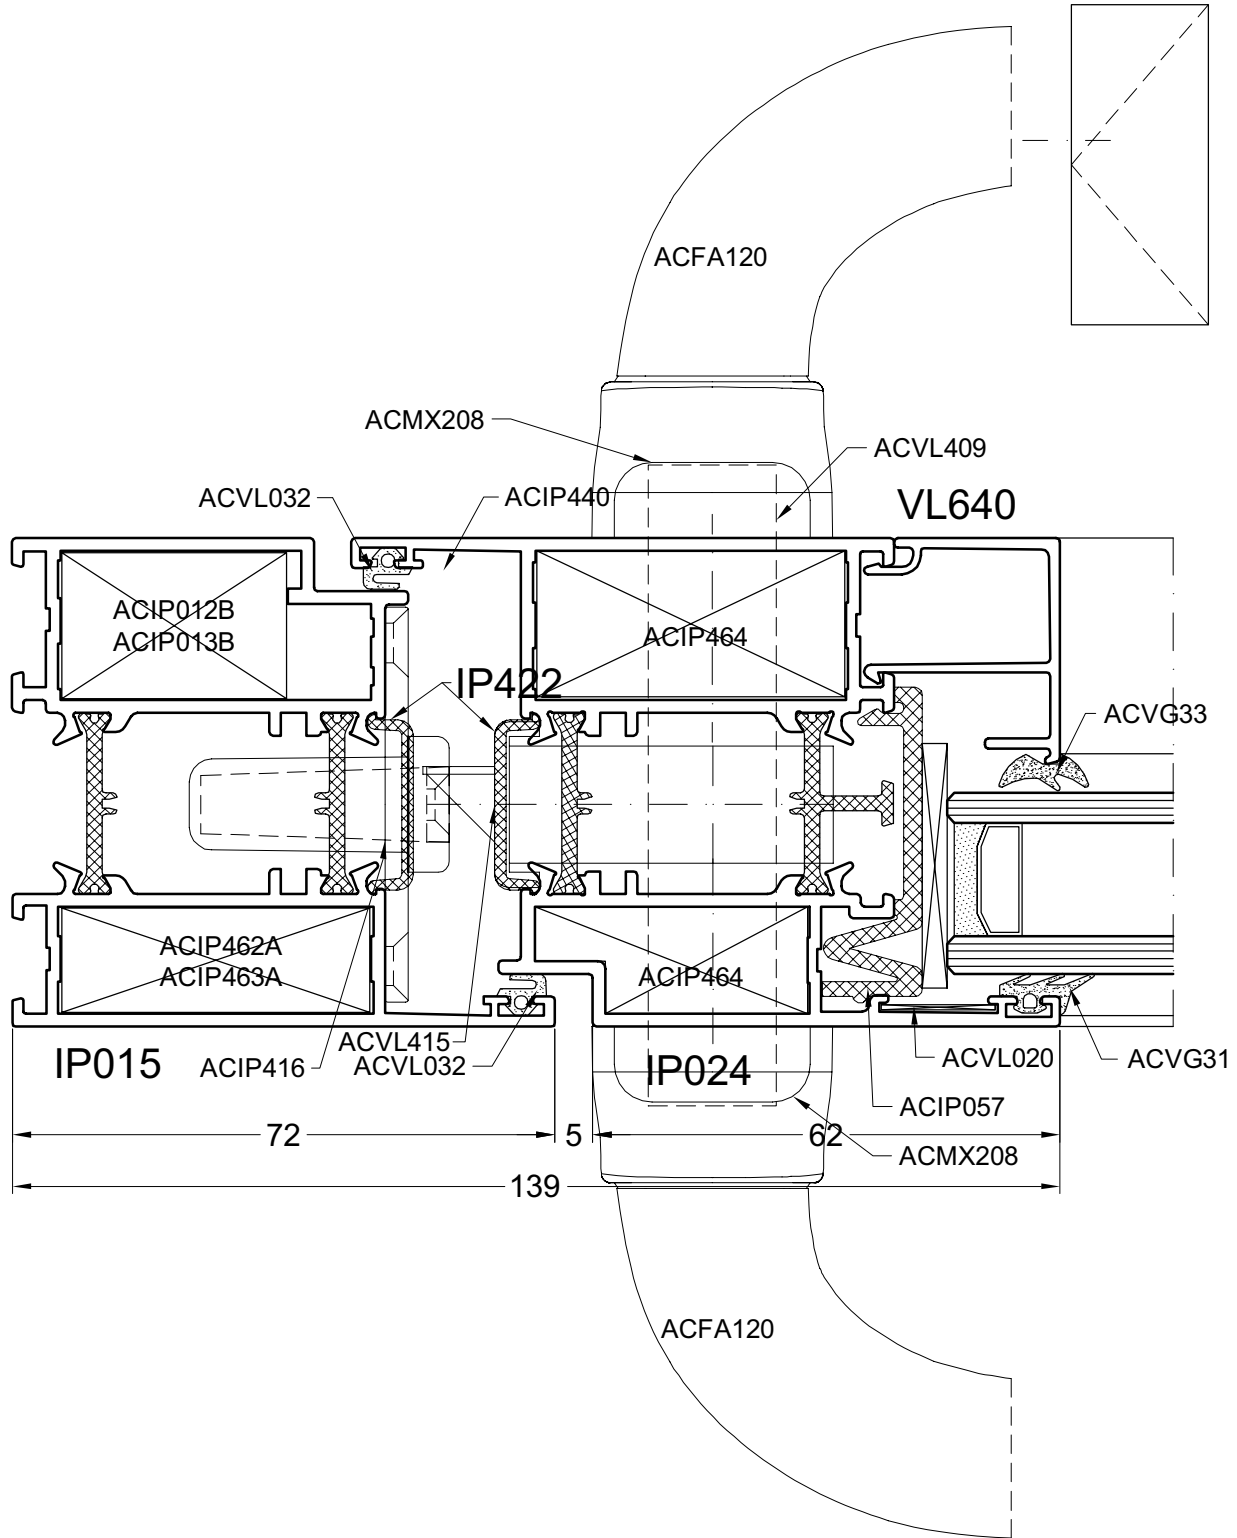 ACFA120
ACMX208
ACVL409
ACVL032
ACIP440
VL640
ACIP012B
ACIP013B
ACIP464
IP422
ACVG33
ACIP462A
ACIP463A
ACIP464
ACVL415
IP015
ACIP416
ACVL032
IP024
ACVL020
ACVG31
ACIP057
72
5
62
ACMX208
139
ACFA120